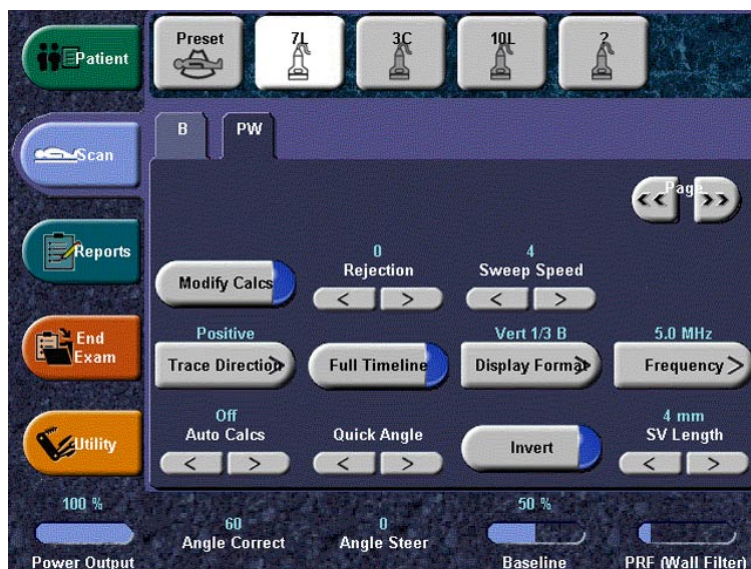 Patient
Preset
7L
3C
10L
?
Scan
B
PW
Page
<<
>>
Reports
Modify Calcs
0
Rejection
< >
4
Sweep Speed
< >
End
Exam
Positive
Trace Direction >
Full Timeline
Vert 1/3 B
Display Format >
5.0 MHz
Frequency >
Utility
Off
Auto Calcs
< >
Quick Angle
< >
Invert
4 mm
SV Length
< >
100 %
Power Output
60
Angle Correct
0
Angle Steer
50 %
Baseline
PRF (Wall Filter)